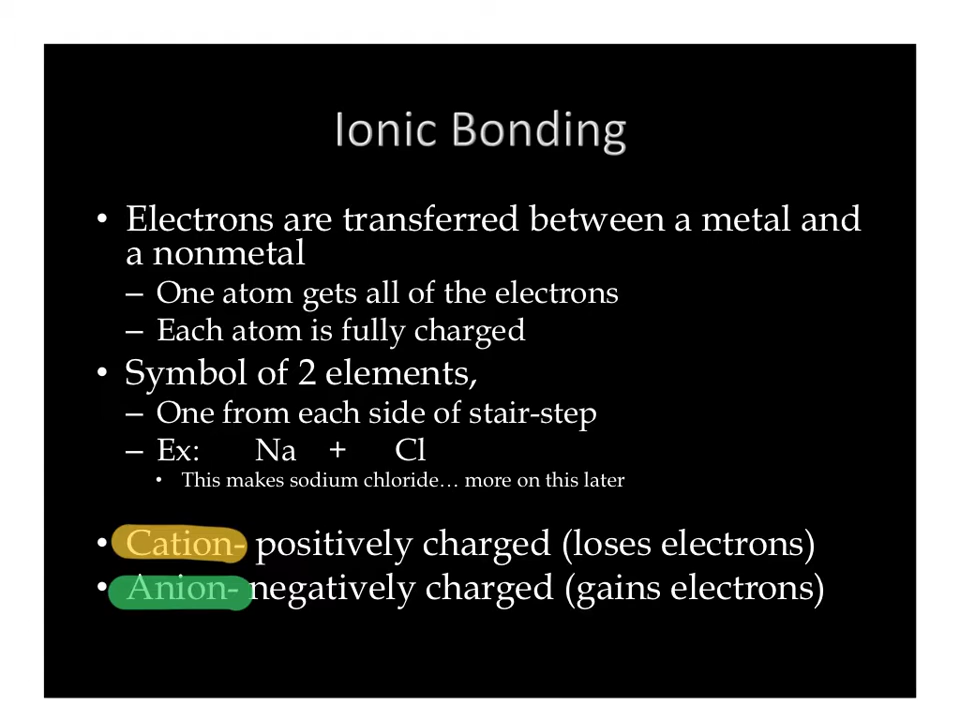 Ionic Bonding
• Electrons are transferred between a metal and
a nonmetal
– One atom gets all of the electrons
– Each atom is fully charged
• Symbol of 2 elements,
– One from each side of stair-step
– Ex: Na + Cl
• This makes sodium chloride… more on this later
• Cation- positively charged (loses electrons)
• Anion- negatively charged (gains electrons)